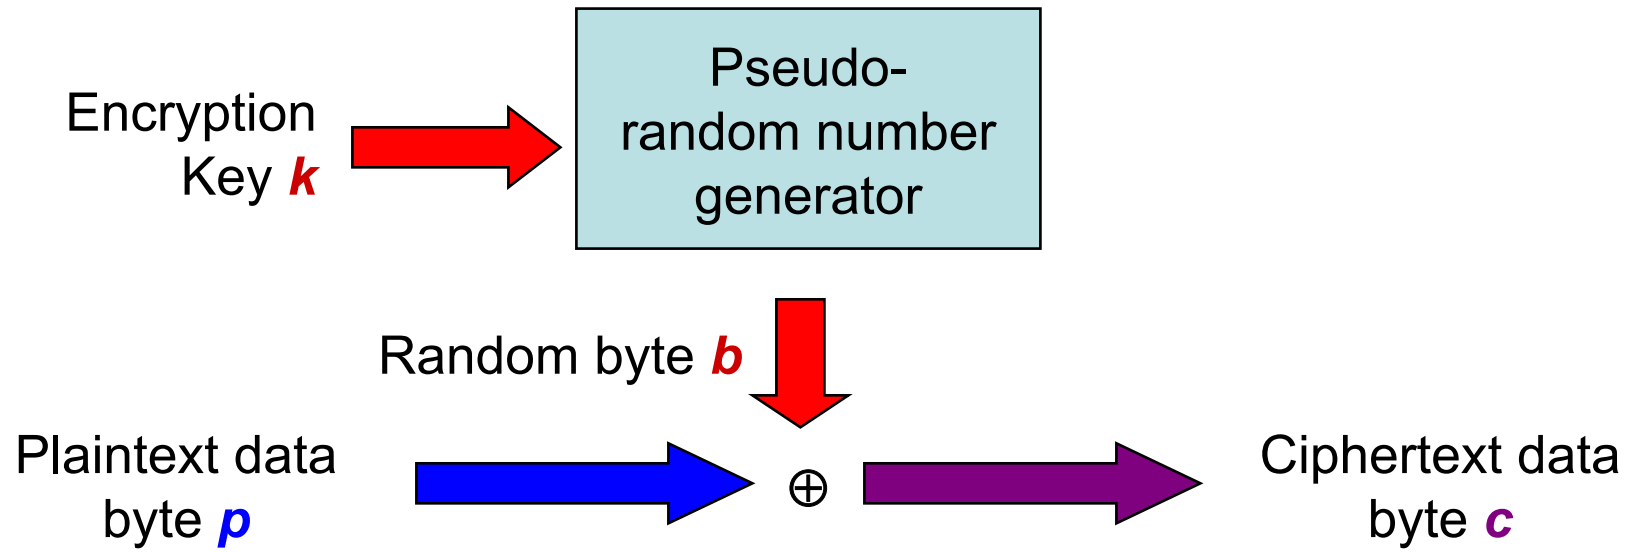 Encryption
Key k
Pseudo-
random number
generator
Random byte b
Plaintext data
byte p
⊕
Ciphertext data
byte c